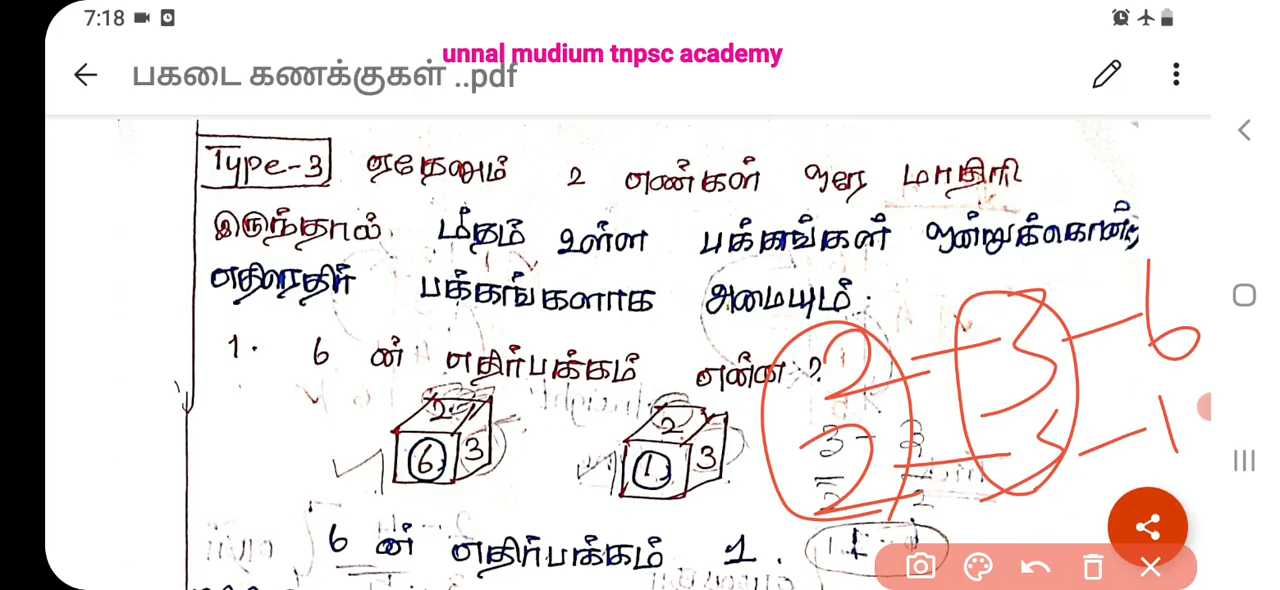 7:18
unnal mudium tnpsc academy
பகடை கணக்குகள் ..pdf
Type-3 ஏதேனும் 2 எண்கள் ஒரே மாதிரி
இருந்தால் மீதம் உள்ள பக்கங்கள் ஒன்றுக்கொன்று
எதிரெதிர் பக்கங்களாக அமையும்.
1. 6 ன் எதிர்பக்கம் என்ன?
2 6 3
2 1 3
2 - 3 - 6
2 - 3 - 1
6 ன் எதிர்பக்கம் 1.